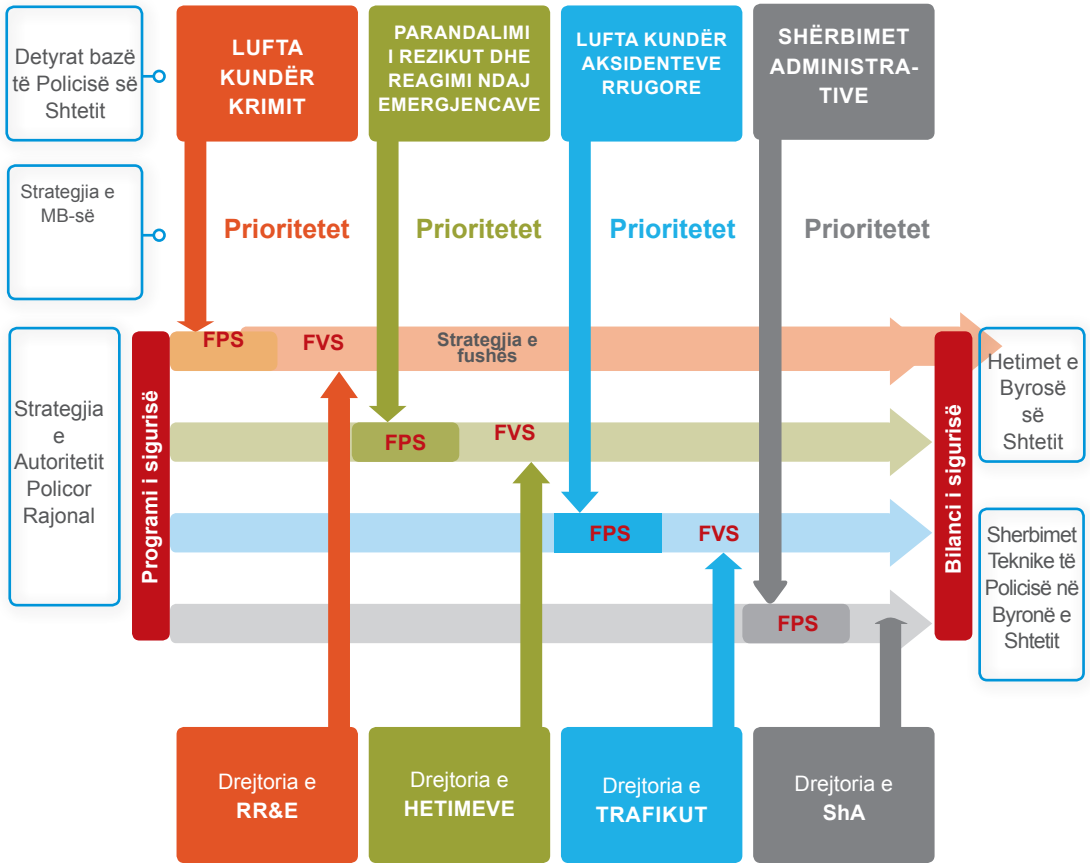 Detyrat bazë
të Policisë së
Shtetit
LUFTA
KUNDËR
KRIMIT
PARANDALIMI
I REZIKUT DHE
REAGIMI NDAJ
EMERGJENCAVE
LUFTA KUNDËR
AKSIDENTEVE
RRUGORE
SHËRBIMET
ADMINISTRA-
TIVE
Strategjia e
MB-së
Prioritetet
Prioritetet
Prioritetet
Prioritetet
Strategjia
e
Autoritetit
Policor
Rajonal
Programi i sigurisë
FPS
FVS
Strategjia e
fushës
FPS
FVS
FPS
FVS
FPS
Bilanci i sigurisë
Hetimet e
Byrosë
së
Shtetit
Sherbimet
Teknike të
Policisë në
Byronë e
Shtetit
Drejtoria e
RR&E
Drejtoria e
HETIMEVE
Drejtoria e
TRAFIKUT
Drejtoria e
ShA